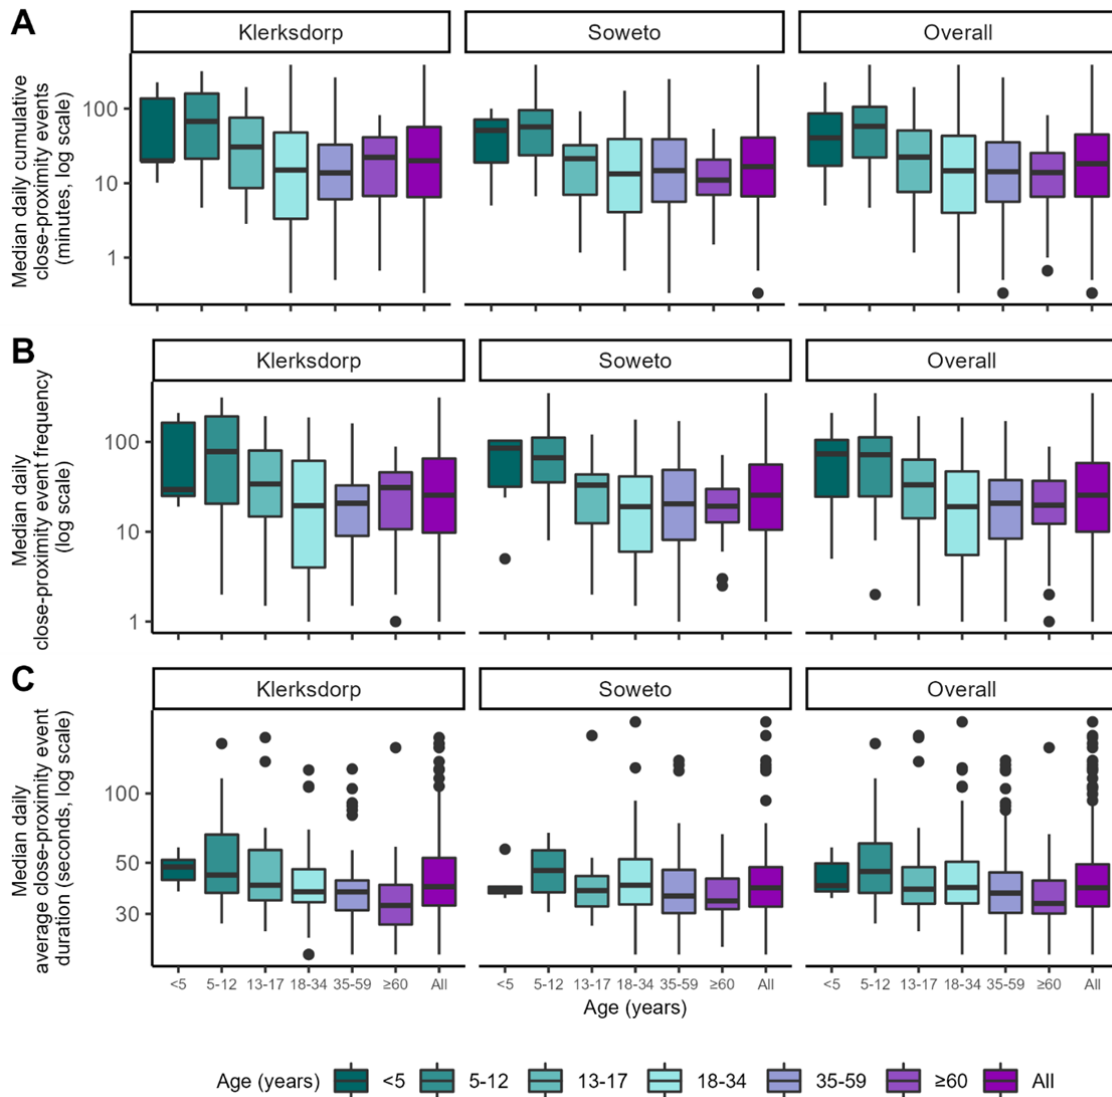 A
Klerksdorp
Soweto
Overall
Median daily cumulative
close-proximity events
(minutes, log scale)
100
10
1
B
Klerksdorp
Soweto
Overall
Median daily
close-proximity event frequency
(log scale)
100
10
1
C
Klerksdorp
Soweto
Overall
Median daily
average close-proximity event
duration (seconds, log scale)
100
50
30
<5 5-12 13-17 18-34 35-59 ≥60 All
<5 5-12 13-17 18-34 35-59 ≥60 All
<5 5-12 13-17 18-34 35-59 ≥60 All
Age (years)
Age (years) <5 5-12 13-17 18-34 35-59 ≥60 All